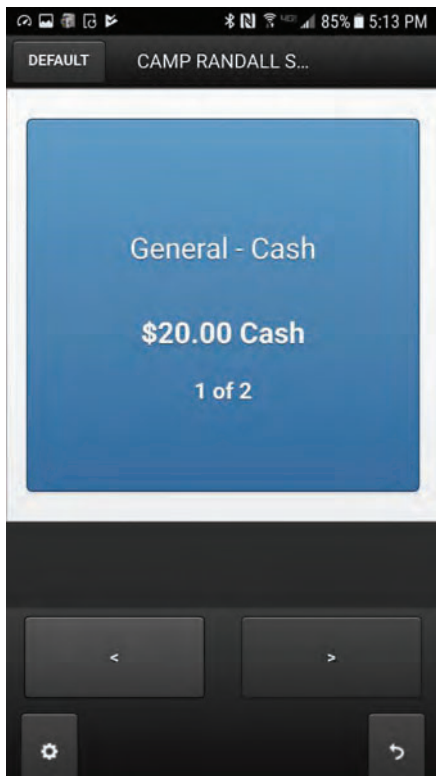 85% 5:13 PM
DEFAULT CAMP RANDALL S...
General - Cash
$20.00 Cash
1 of 2
< >